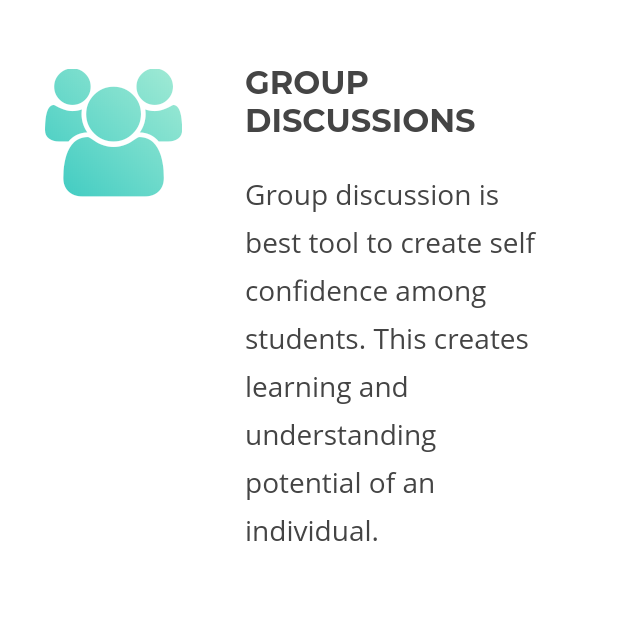 GROUP
DISCUSSIONS
Group discussion is
best tool to create self
confidence among
students. This creates
learning and
understanding
potential of an
individual.